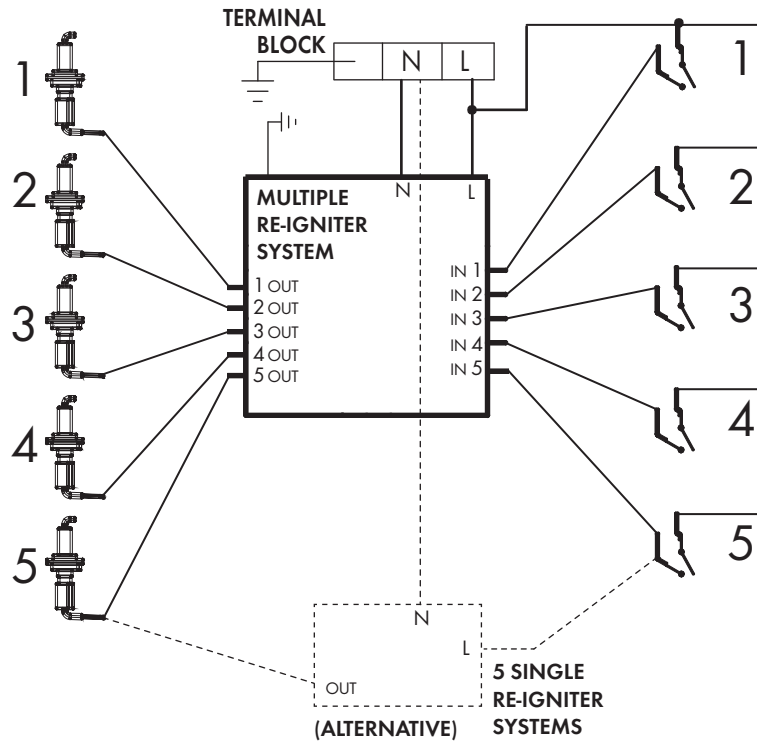 TERMINAL
BLOCK
N L
1
2
3
4
5
N L
MULTIPLE
RE-IGNITER
SYSTEM
1 OUT
2 OUT
3 OUT
4 OUT
5 OUT
IN 1
IN 2
IN 3
IN 4
IN 5
1
2
3
4
5
N
L
OUT
(ALTERNATIVE)
5 SINGLE
RE-IGNITER
SYSTEMS